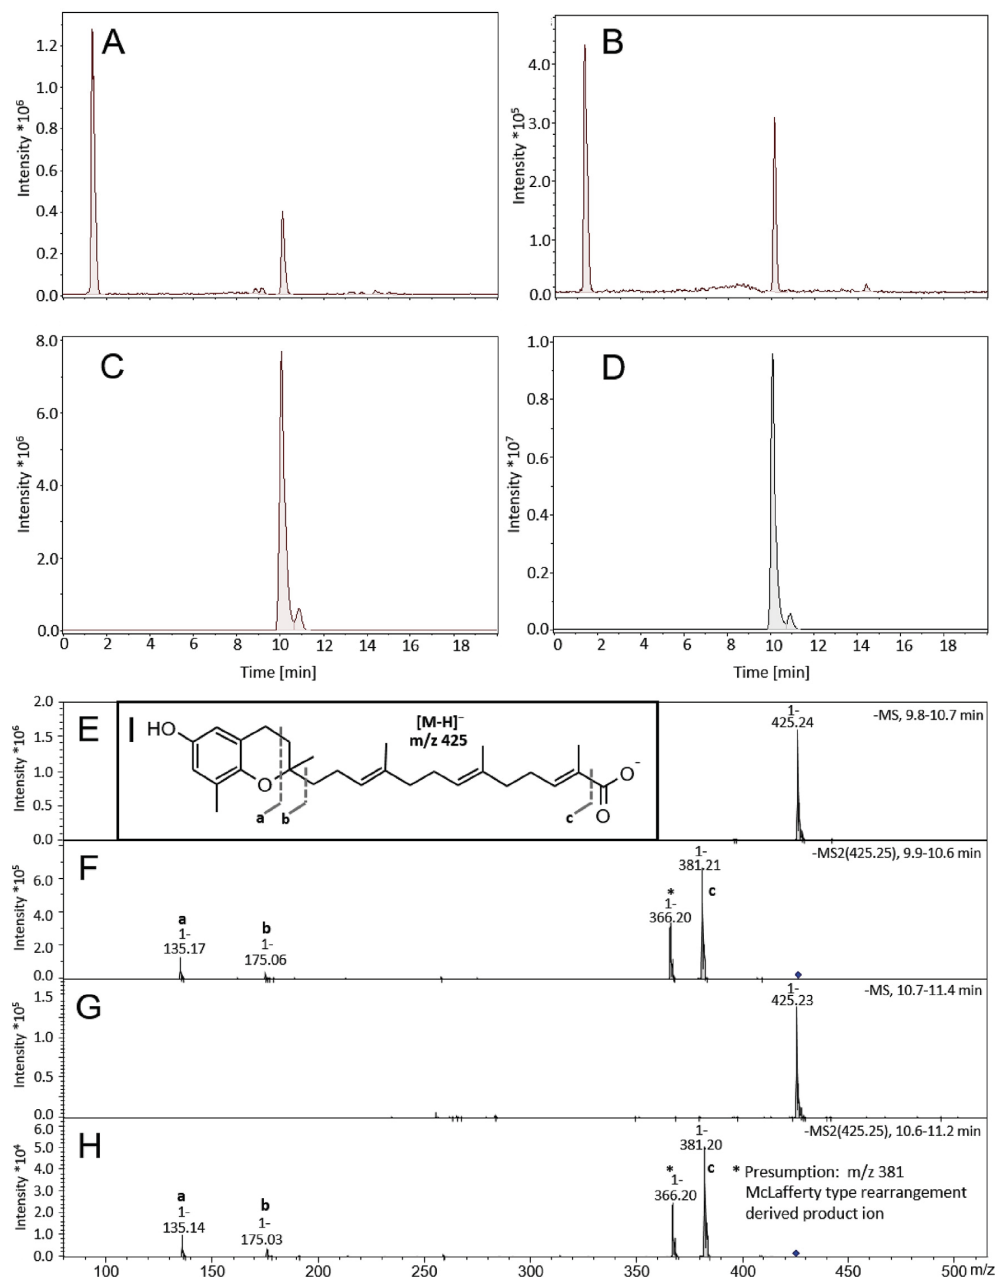 A
Intensity *10⁶
1.2
1.0
0.8
0.6
0.4
0.2
0.0
B
Intensity *10⁵
4.0
3.0
2.0
1.0
0.0
C
Intensity *10⁶
8.0
6.0
4.0
2.0
0.0
0 2 4 6 8 10 12 14 16 18
Time [min]
D
Intensity *10⁷
1.0
0.8
0.6
0.4
0.2
0.0
0 2 4 6 8 10 12 14 16 18
Time [min]
E
Intensity *10⁶
2.0
1.5
1.0
0.5
0.0
I
HO
O
O⁻
O
[M-H]⁻
m/z 425
a b c
1-
425.24
-MS, 9.8-10.7 min
F
Intensity *10⁵
6.0
4.0
2.0
0.0
a
1-
135.17
b
1-
175.06
*
1-
366.20
1-
381.21
c
-MS2(425.25), 9.9-10.6 min
G
Intensity *10⁵
1.5
1.0
0.5
0.0
1-
425.23
-MS, 10.7-11.4 min
H
Intensity *10⁴
6.0
5.0
4.0
3.0
2.0
1.0
0.0
a
1-
135.14
b
1-
175.03
*
1-
366.20
1-
381.20
c
-MS2(425.25), 10.6-11.2 min
* Presumption: m/z 381
McLafferty type rearrangement
derived product ion
100 150 200 250 300 350 400 450 500 m/z